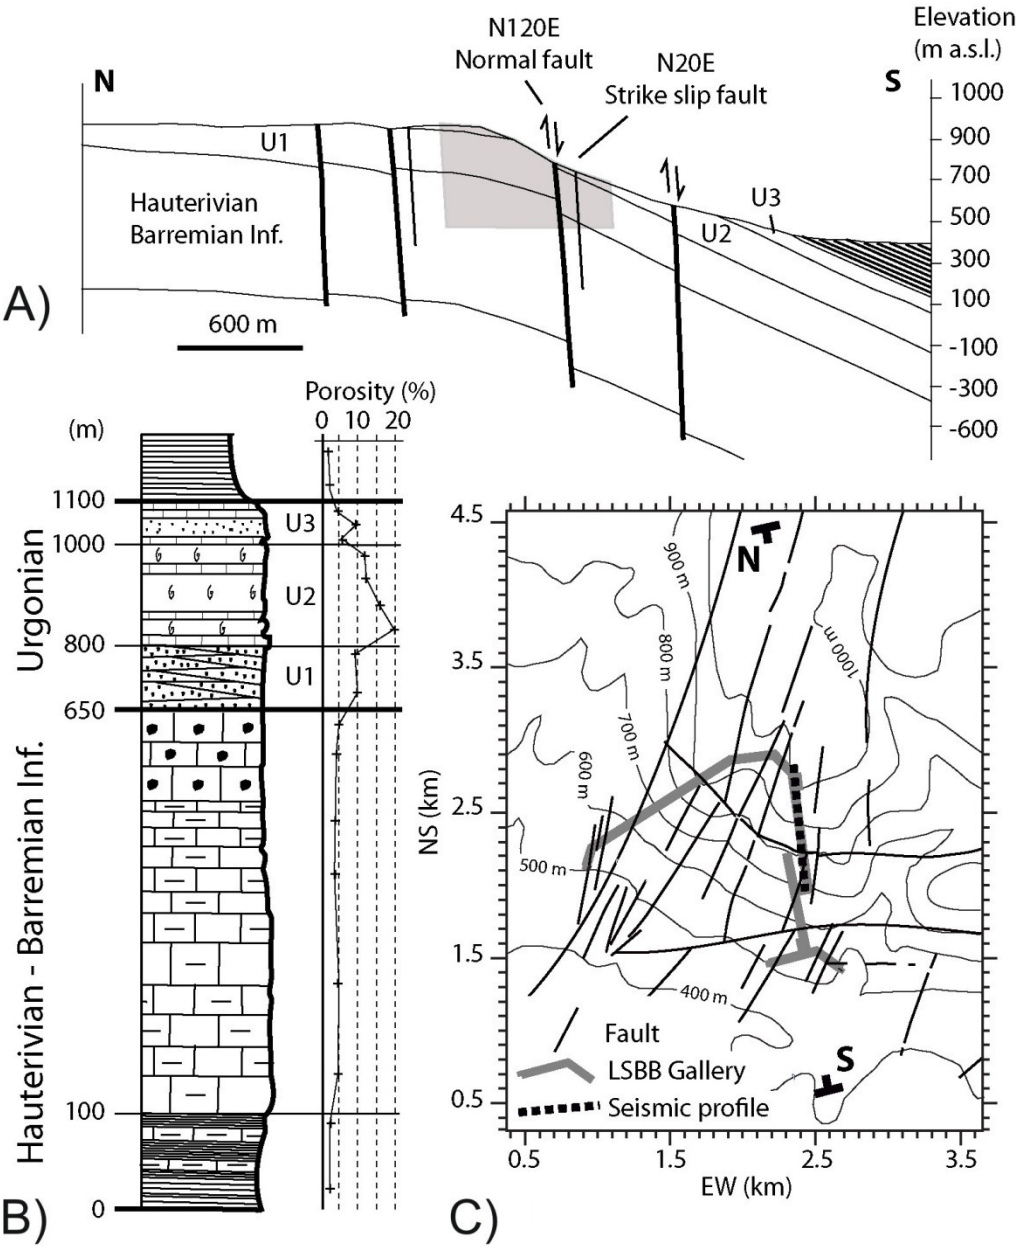 A)
N120E
Normal fault
N20E
Strike slip fault
Elevation
(m a.s.l.)
N
S
1000
900
700
500
300
100
-100
-300
-600
U1
Hauterivian
Barremian Inf.
U3
U2
600 m
B)
Porosity (%)
0 10 20
(m)
1100
1000
800
650
100
0
Urgonian
Hauterivian - Barremian Inf.
U3
U2
U1
C)
NS (km)
4.5
3.5
2.5
1.5
0.5
N
900 m
800 m
700 m
600 m
500 m
400 m
1000 m
Fault
LSBB Gallery
Seismic profile
S
0.5 1.5 2.5 3.5
EW (km)